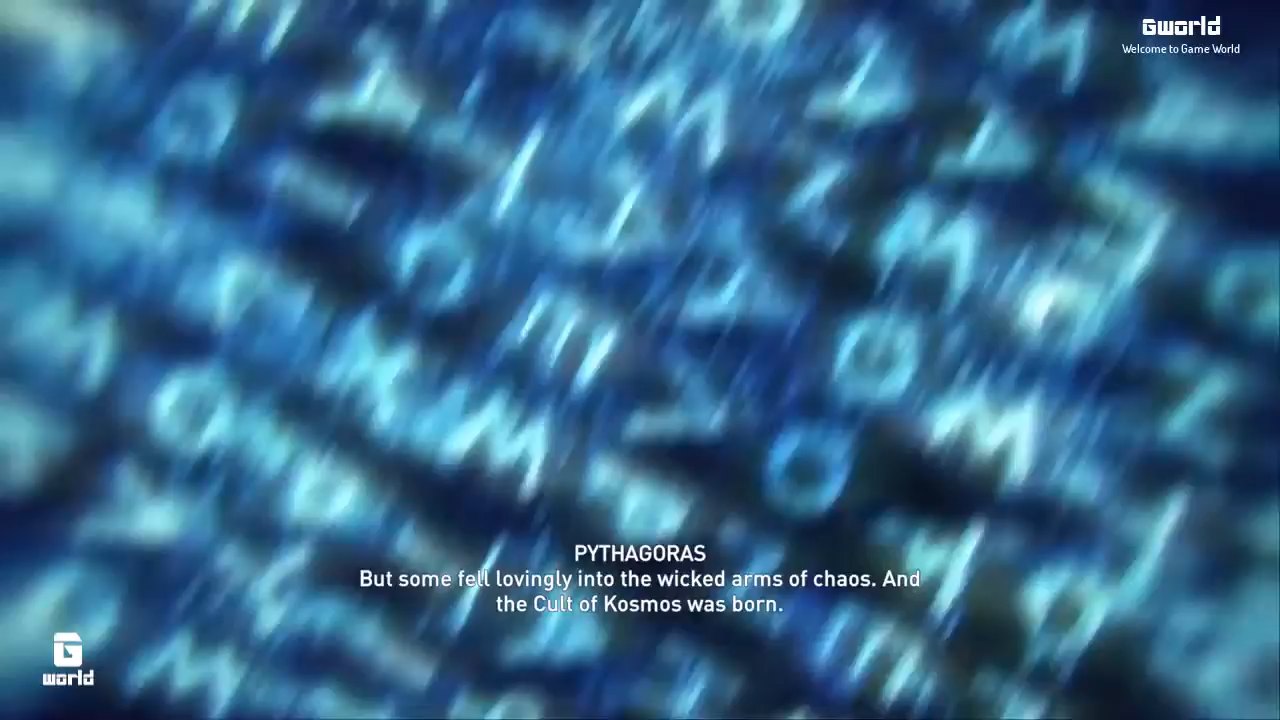 Gworld
Welcome to Game World
PYTHAGORAS
But some fell lovingly into the wicked arms of chaos. And
the Cult of Kosmos was born.
G
world